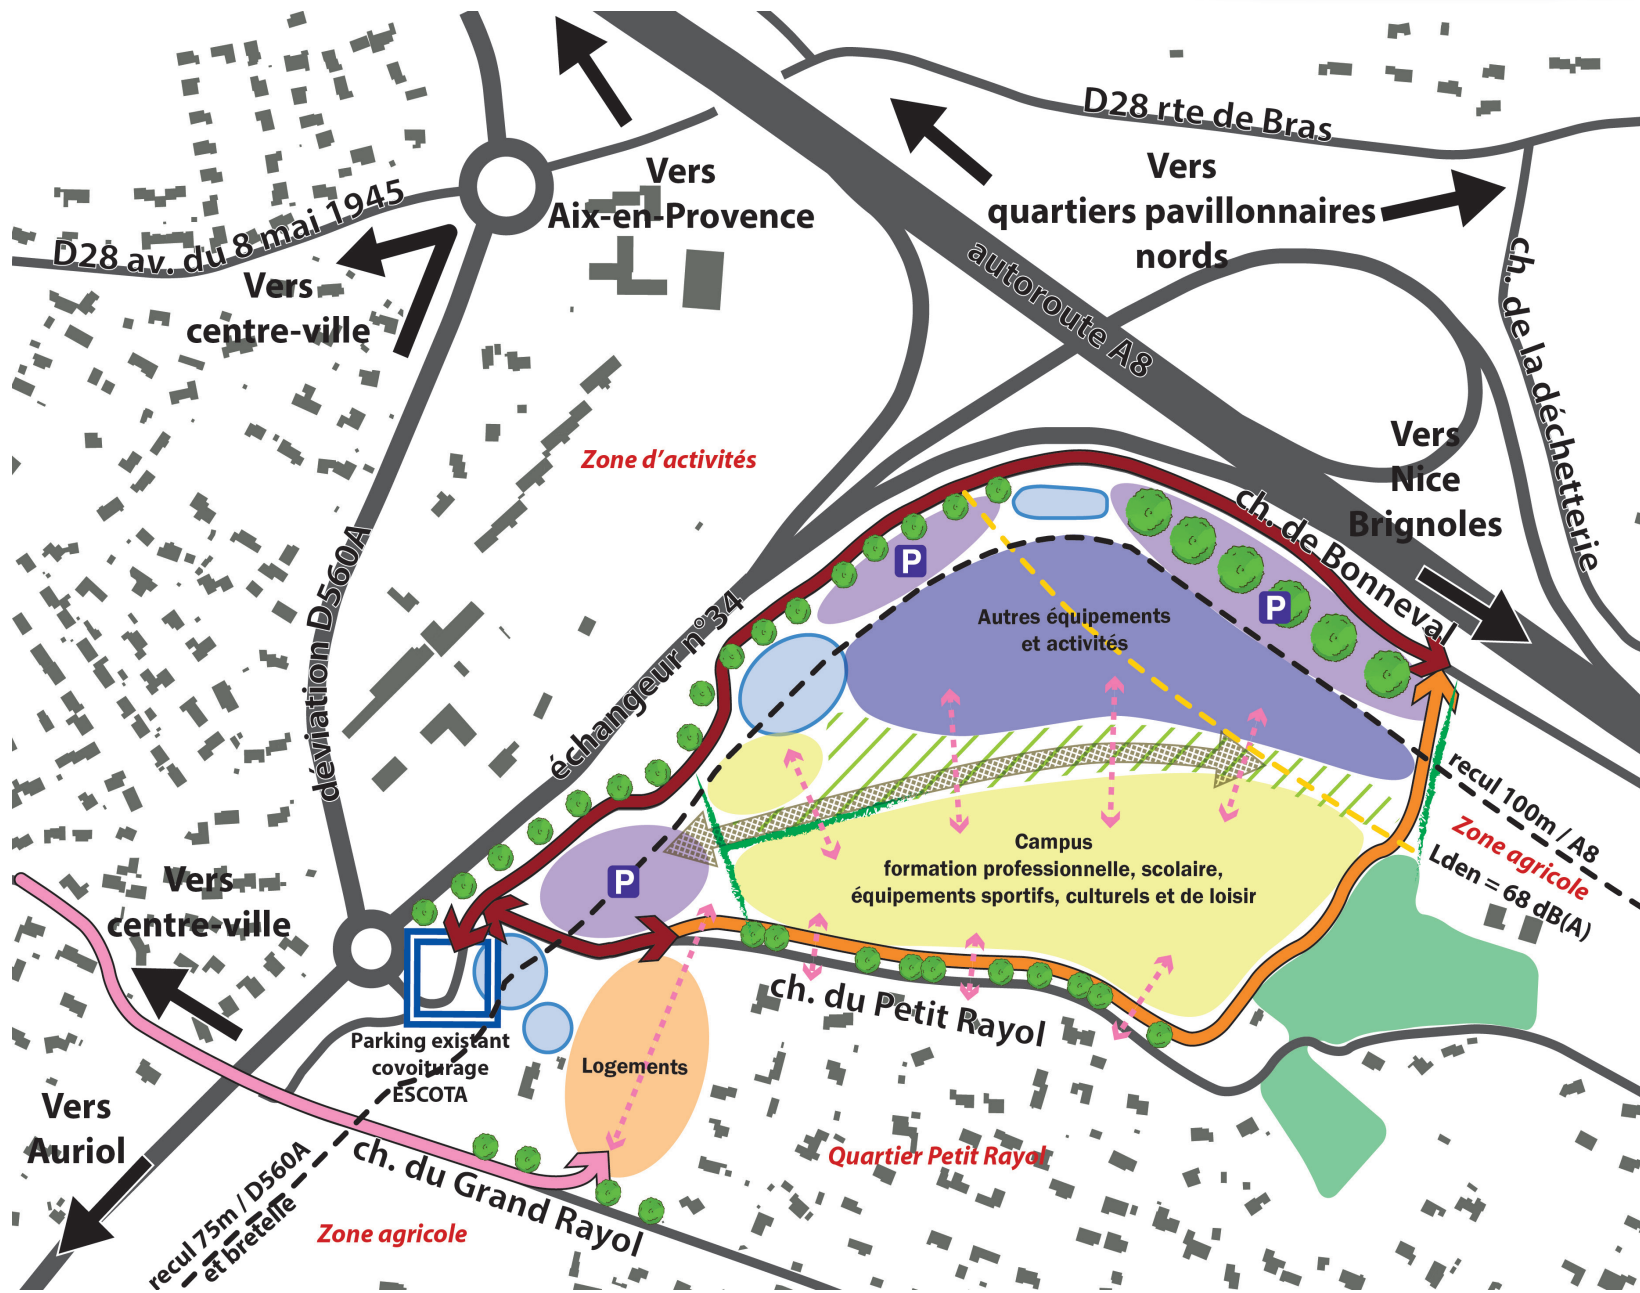 D28 rte de Bras
Vers
Aix-en-Provence
Vers
quartiers pavillonnaires
nords
D28 av. du 8 mai 1945
Vers
centre-ville
autoroute A8
ch. de la déchetterie
Zone d'activités
Vers
Nice
Brignoles
ch. de Bonneval
déviation D560A
échangeur n°34
P
P
Autres équipements
et activités
recul 100m / A8
Zone agricole
Lden = 68 dB(A)
Campus
formation professionnelle, scolaire,
équipements sportifs, culturels et de loisir
P
Vers
centre-ville
ch. du Petit Rayol
Parking existant
covoiturage
ESCOTA
Logements
Vers
Auriol
Quartier Petit Rayol
ch. du Grand Rayol
recul 75m / D560A
et bretelle
Zone agricole